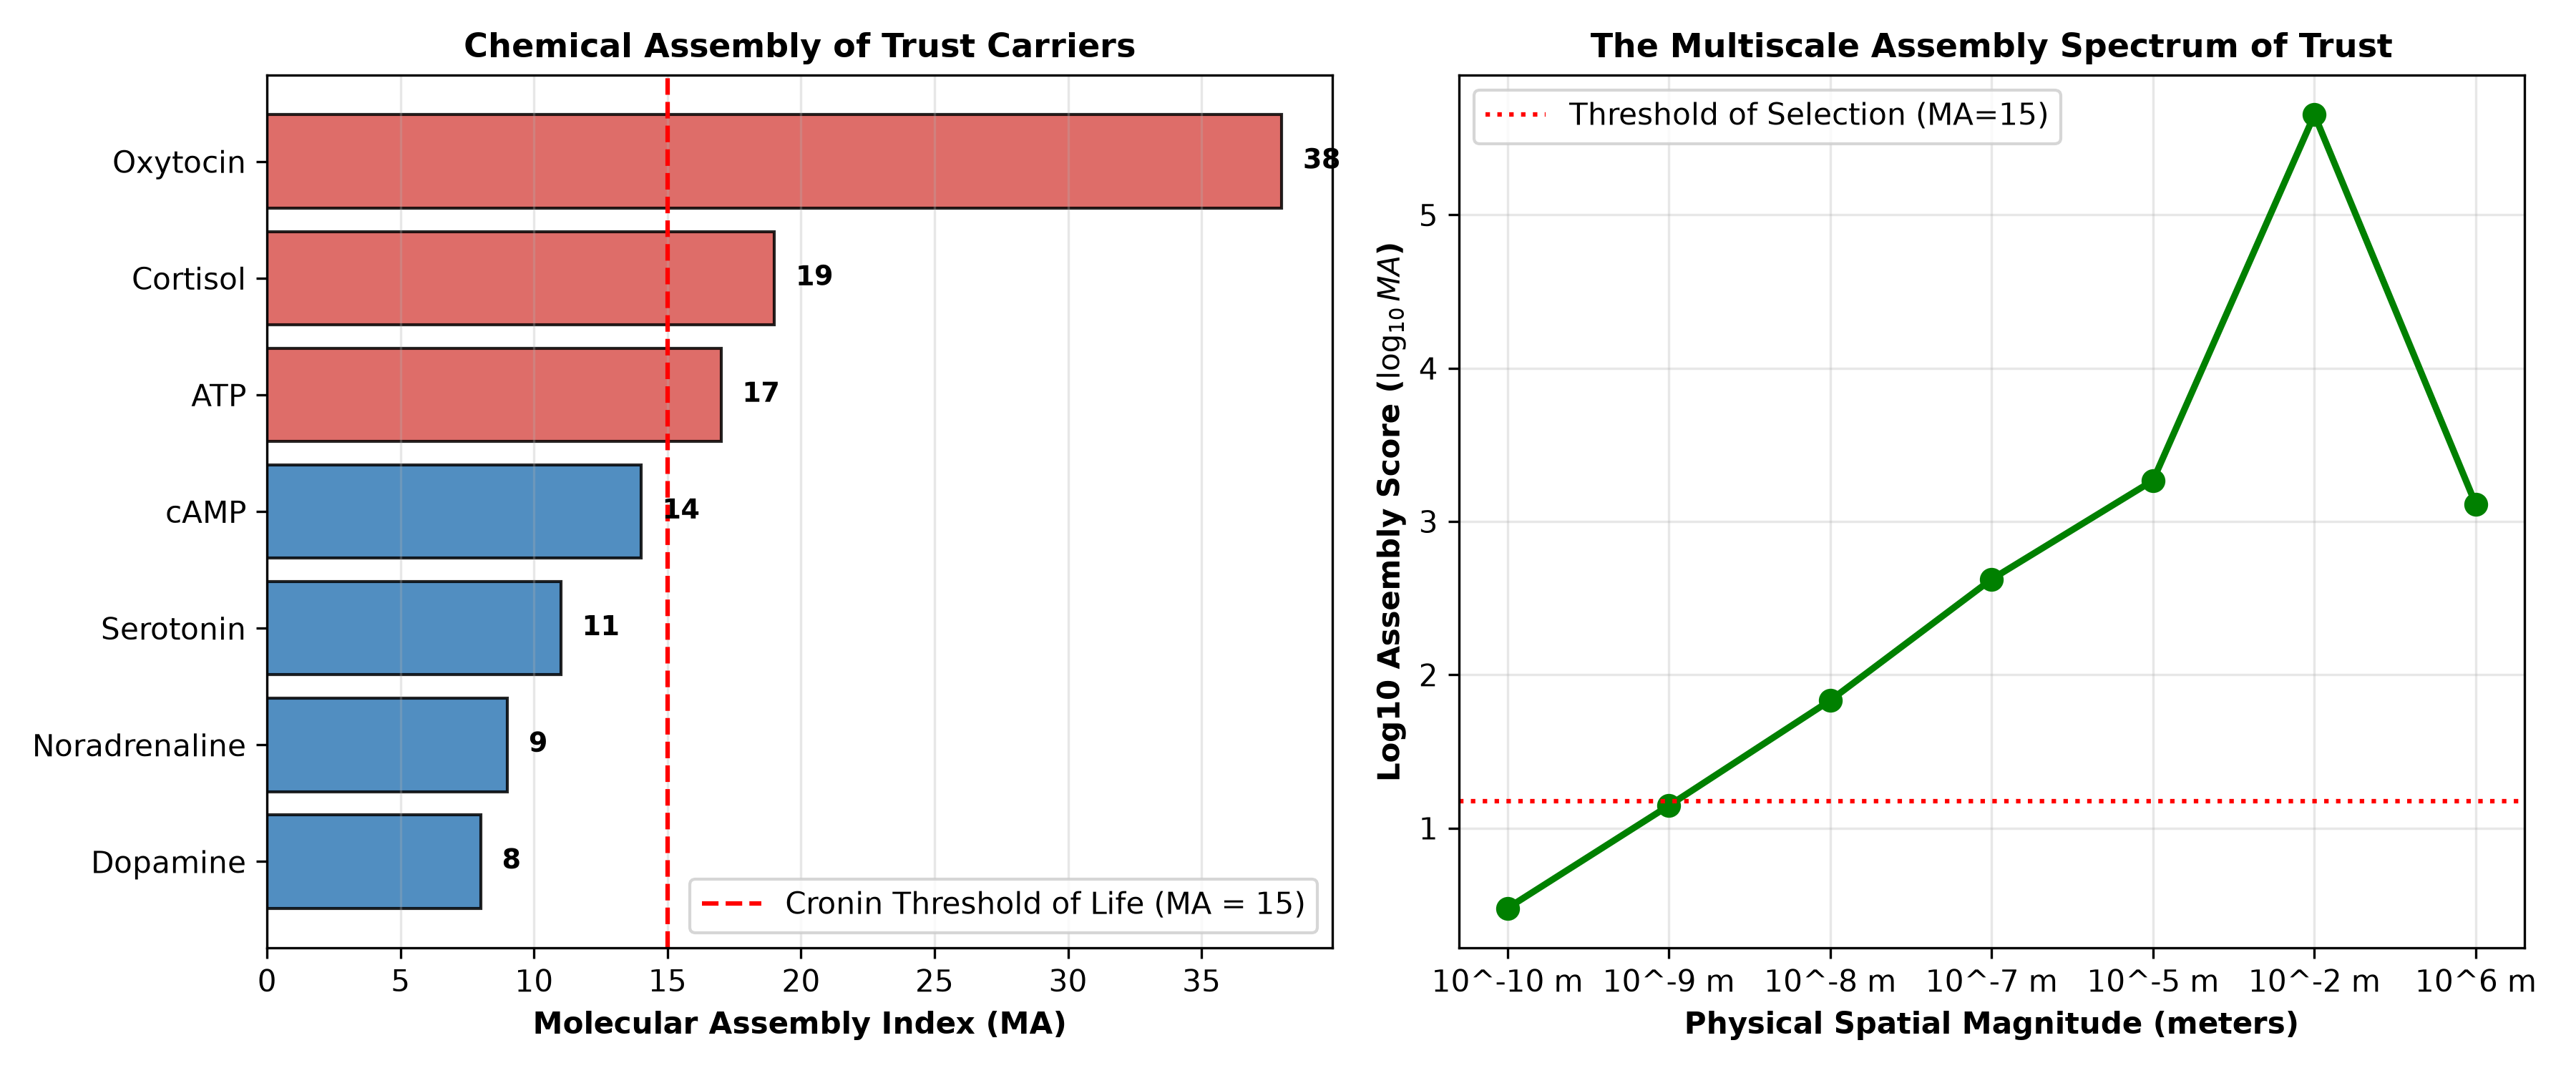 Chemical Assembly of Trust Carriers
Oxytocin
38
Cortisol
19
ATP
17
cAMP
14
Serotonin
11
Noradrenaline
9
Dopamine
8
Cronin Threshold of Life (MA = 15)
0 5 10 15 20 25 30 35
Molecular Assembly Index (MA)
The Multiscale Assembly Spectrum of Trust
Threshold of Selection (MA=15)
Log10 Assembly Score (log₁₀ MA)
5
4
3
2
1
10^-10 m 10^-9 m 10^-8 m 10^-7 m 10^-5 m 10^-2 m 10^6 m
Physical Spatial Magnitude (meters)